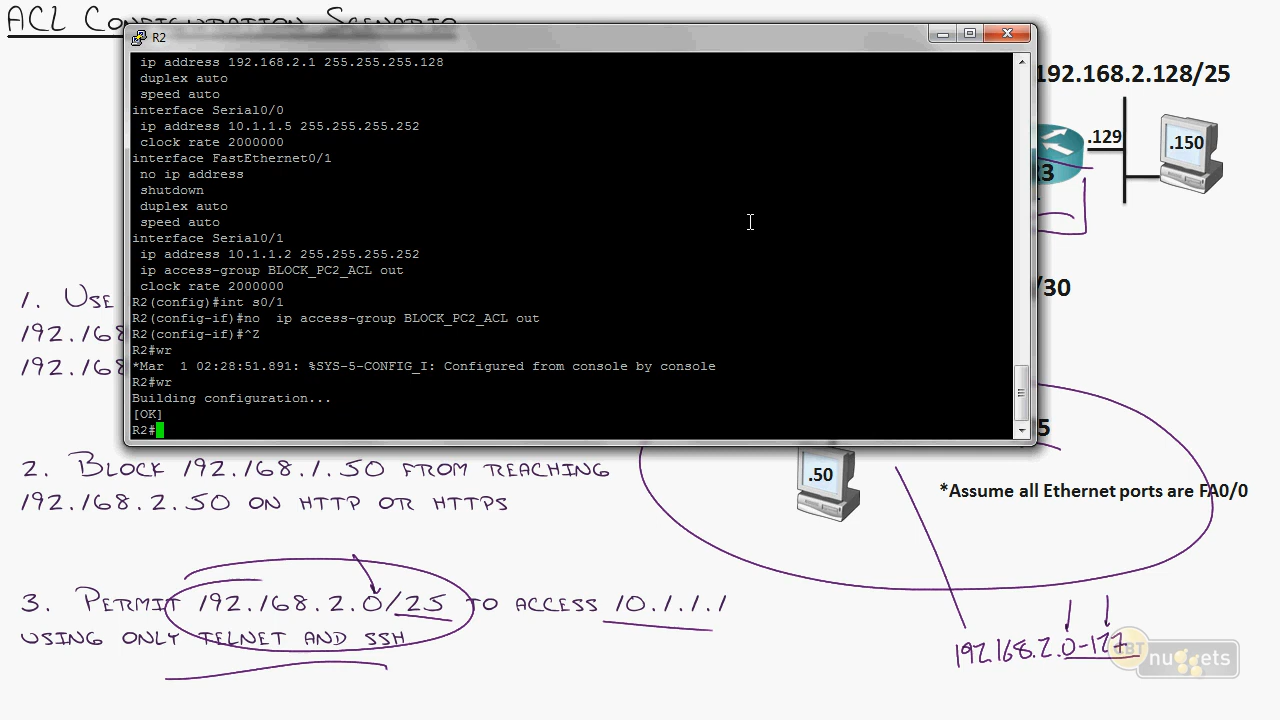 ACL Configuration Scenario
R2
ip address 192.168.2.1 255.255.255.128
duplex auto
speed auto
interface Serial0/0
ip address 10.1.1.5 255.255.255.252
clock rate 2000000
interface FastEthernet0/1
no ip address
shutdown
duplex auto
speed auto
interface Serial0/1
ip address 10.1.1.2 255.255.255.252
ip access-group BLOCK_PC2_ACL out
clock rate 2000000
R2(config)#int s0/1
R2(config-if)#no  ip access-group BLOCK_PC2_ACL out
R2(config-if)#^Z
R2#wr
*Mar  1 02:28:51.891: %SYS-5-CONFIG_I: Configured from console by console
R2#wr
Building configuration...
[OK]
R2#
192.168.2.128/25
.129
.150
R3
/30
5
.50
*Assume all Ethernet ports are FA0/0
1. Use
192.168
192.168
2. Block 192.168.1.50 from reaching
192.168.2.50 on HTTP or HTTPS
3. Permit 192.168.2.0/25 to access 10.1.1.1
using only Telnet and SSH
192.168.2.0-127
CBT nuggets